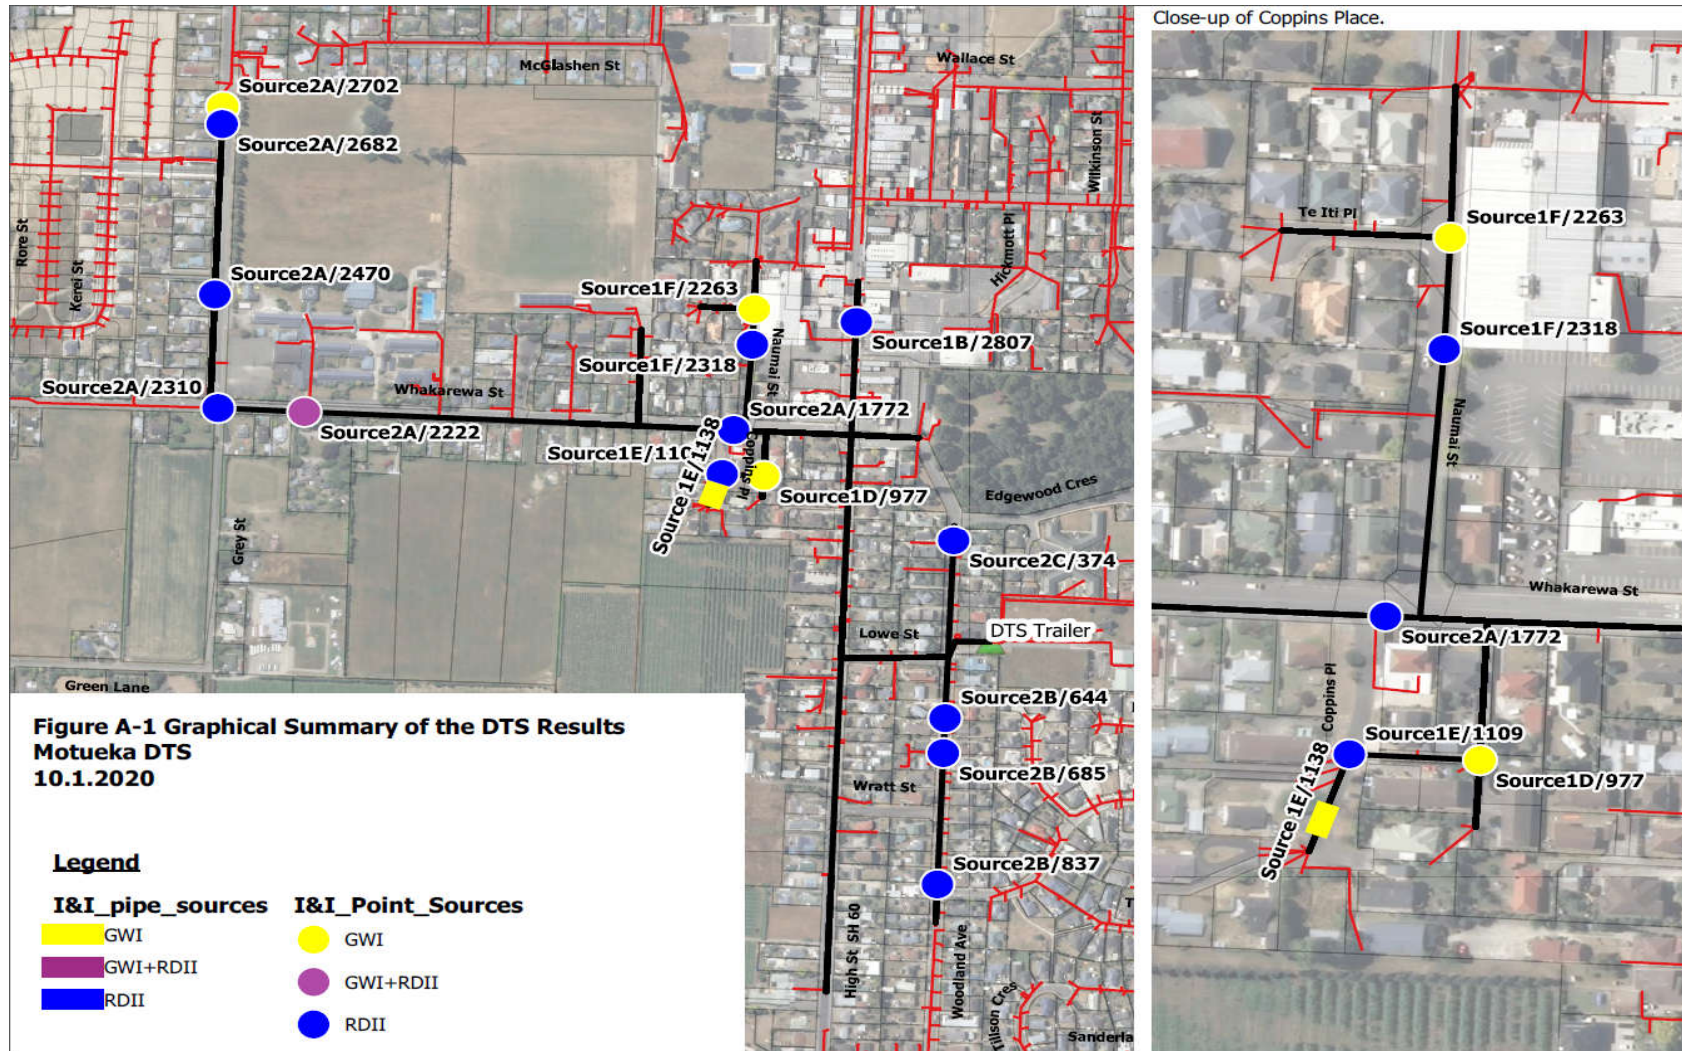 McGlashen St
Wallace St
Source2A/2702
Source2A/2682
Wilkinson St
Rore St
Kerei St
Hickmott Pl
Source2A/2470
Source1F/2263
Naumai St
Source1B/2807
Source1F/2318
Source2A/2310
Whakarewa St
Source2A/1772
Source2A/2222
Source1E/110
Coppins Pl
Source 1E/1138
Source1D/977
Edgewood Cres
Grey St
Source2C/374
Lowe St
DTS Trailer
Green Lane
Source2B/644
Source2B/685
Wratt St
Source2B/837
High St SH 60
Woodland Ave
Tillson Cres
Sanderla
Figure A-1 Graphical Summary of the DTS Results
Motueka DTS
10.1.2020
Legend
I&I_pipe_sources
GWI
GWI+RDII
RDII
I&I_Point_Sources
GWI
GWI+RDII
RDII
Close-up of Coppins Place.
Te Iti Pl
Source1F/2263
Source1F/2318
Naumai St
Whakarewa St
Source2A/1772
Coppins Pl
Source1E/1109
Source1D/977
Source 1E/1138